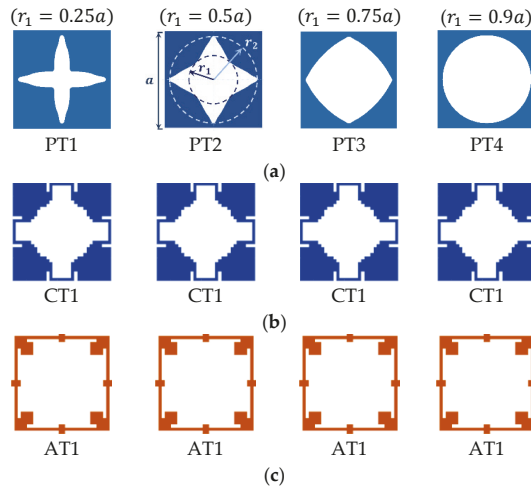 (r₁ = 0.25a) (r₁ = 0.5a) (r₁ = 0.75a) (r₁ = 0.9a)
a r₁ r₂
PT1 PT2 PT3 PT4
(a)
CT1 CT1 CT1 CT1
(b)
AT1 AT1 AT1 AT1
(c)